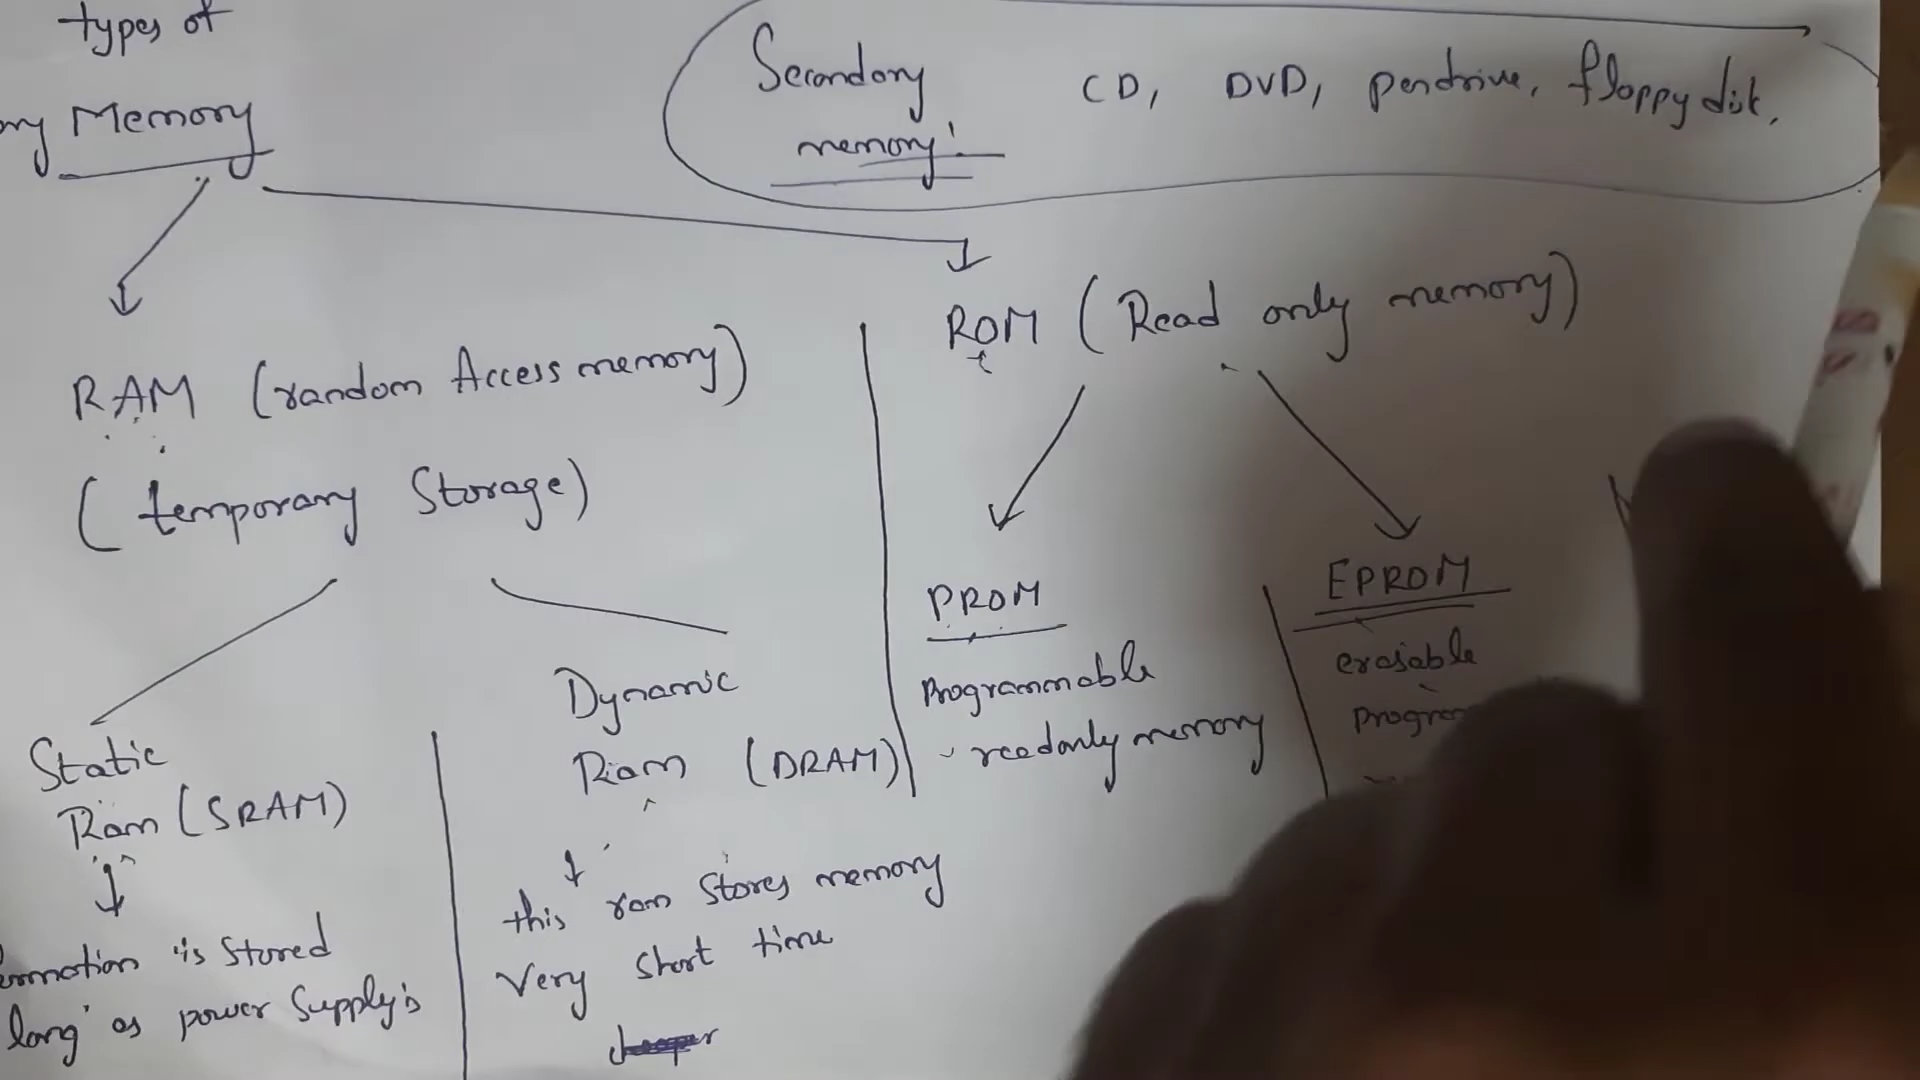 types of
Memory
Secondary
memory:
CD, DVD, pendrive, floppy disk,
RAM (random Access memory)
(temporary Storage)
ROM (Read only memory)
Static
Ram (SRAM)
is stored
long as power Supply is
Dynamic
Ram (DRAM)
this ram stores memory
very short time
PROM
Programmable
readonly memory
EPROM
erasable